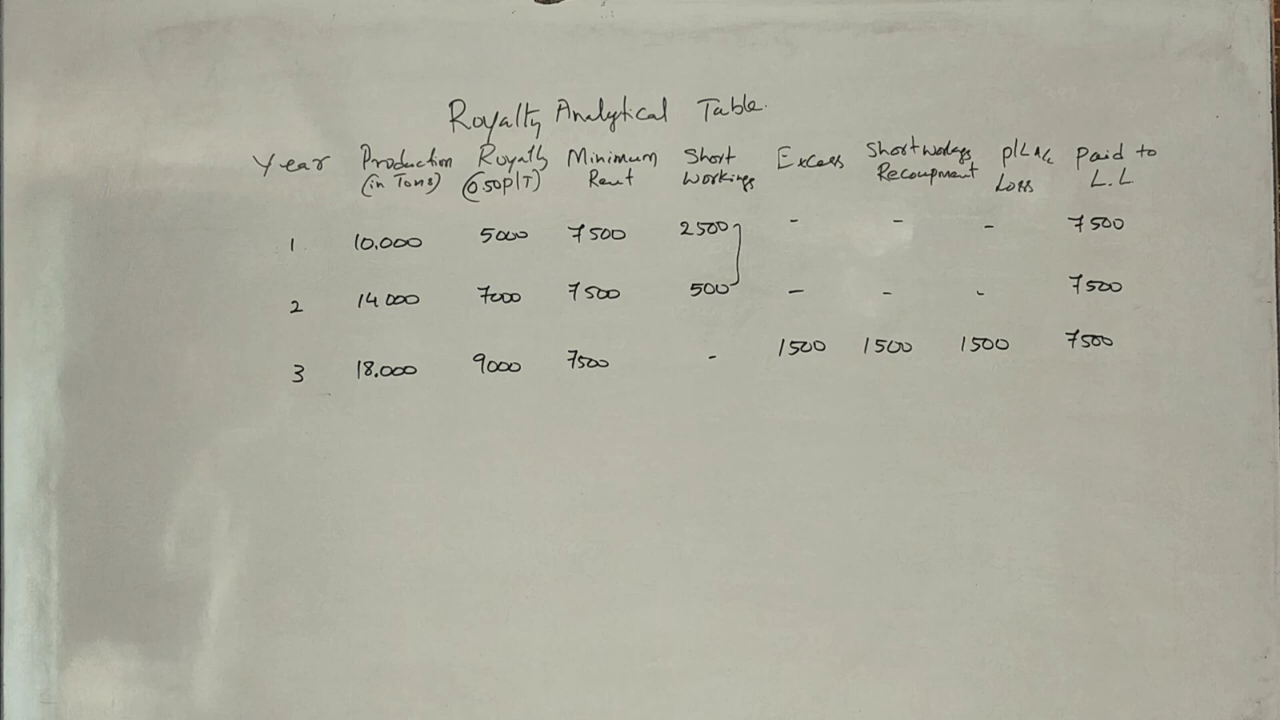 Royalty Analytical Table.
Year Production Royalty Minimum Short Excess Shortworkings P/L A/c Paid to
(in Tons) (@ 50P/T) Rent Workings Recoupment Loss L.L
1 10,000 5000 7500 2500 - - - 7500
2 14000 7000 7500 500 - - - 7500
3 18,000 9000 7500 - 1500 1500 1500 7500